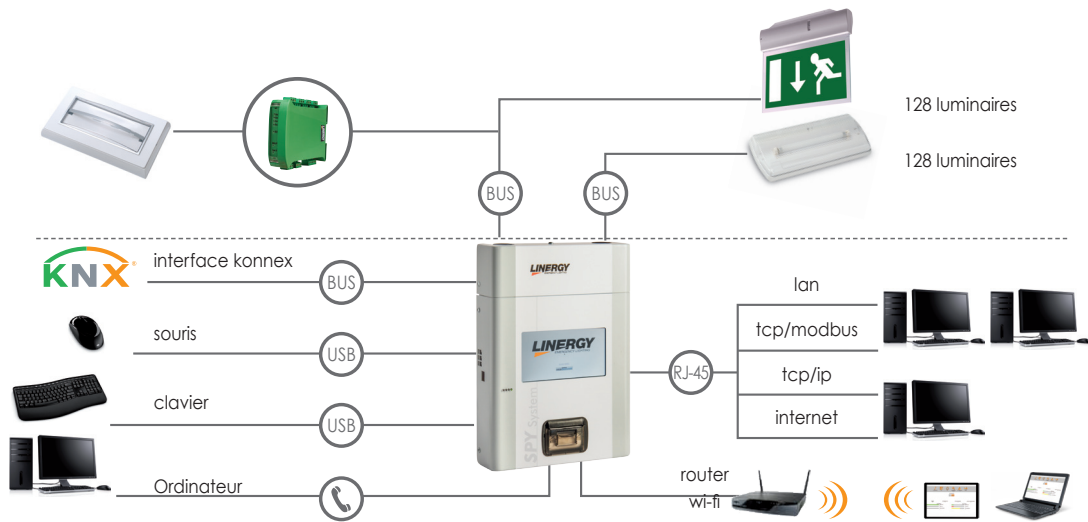 128 luminaires
128 luminaires
BUS
BUS
KNX
interface konnex
BUS
souris
USB
clavier
USB
Ordinateur
LINERGY
LINERGY
SPY System
RJ-45
lan
tcp/modbus
tcp/ip
internet
router
wi-fi